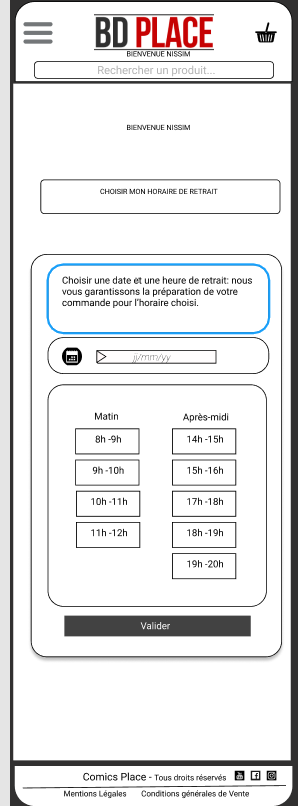 BD PLACE
BIENVENUE NISSIM
Rechercher un produit...
BIENVENUE NISSIM
CHOISIR MON HORAIRE DE RETRAIT
Choisir une date et une heure de retrait: nous
vous garantissons la préparation de votre
commande pour l'horaire choisi.
jj/mm/yy
Matin
Après-midi
8h -9h
14h -15h
9h -10h
15h -16h
10h -11h
17h -18h
11h -12h
18h -19h
19h -20h
Valider
Comics Place - Tous droits réservés
Mentions Légales
Conditions générales de Vente